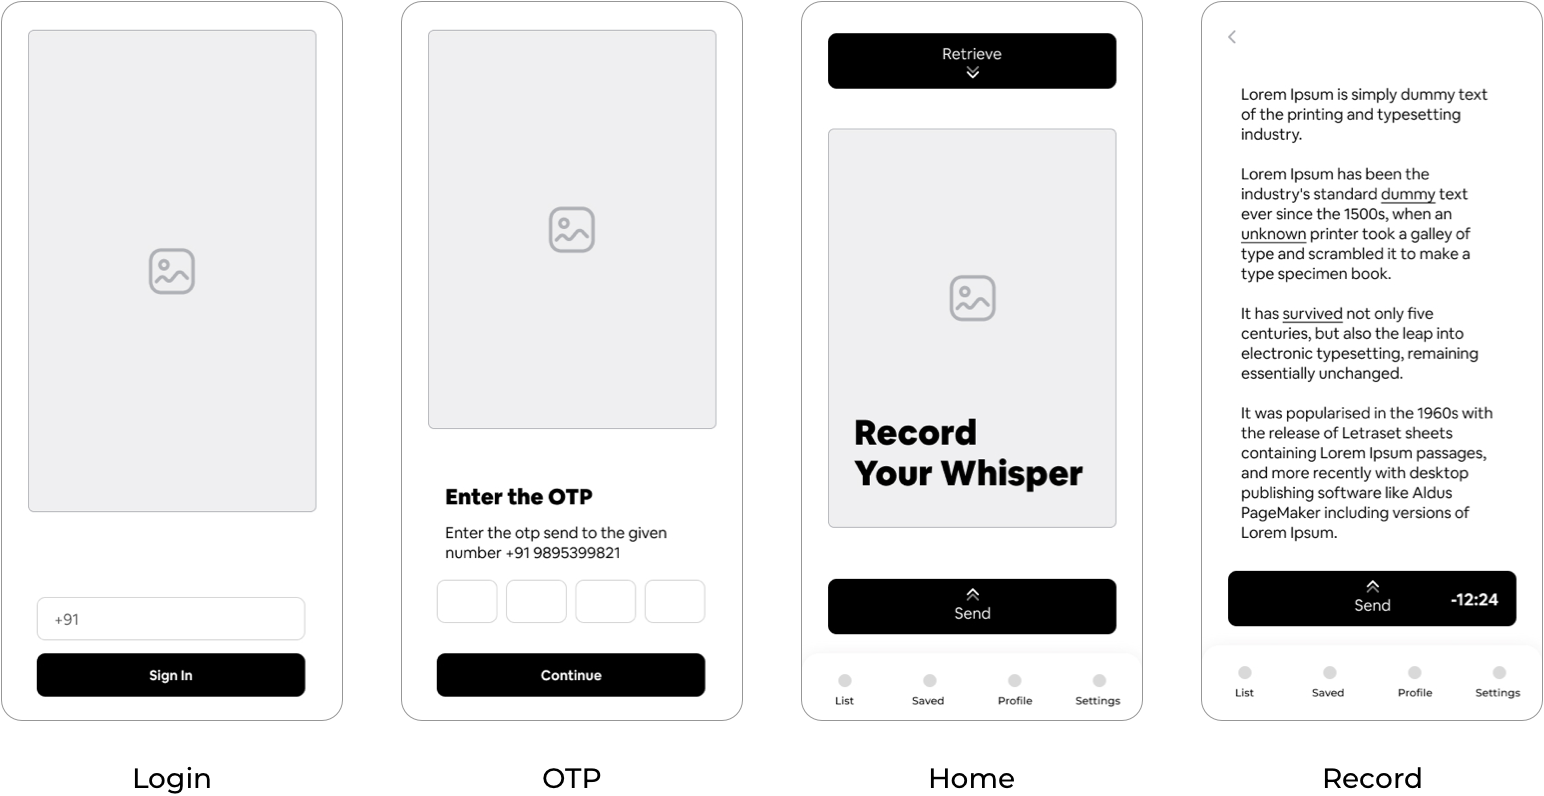 +91
Sign In
Login
Enter the OTP
Enter the otp send to the given
number +91 9895399821
Continue
OTP
Retrieve
Record
Your Whisper
Send
List
Saved
Profile
Settings
Home
Lorem Ipsum is simply dummy text
of the printing and typesetting
industry.
Lorem Ipsum has been the
industry's standard dummy text
ever since the 1500s, when an
unknown printer took a galley of
type and scrambled it to make a
type specimen book.
It has survived not only five
centuries, but also the leap into
electronic typesetting, remaining
essentially unchanged.
It was popularised in the 1960s with
the release of Letraset sheets
containing Lorem Ipsum passages,
and more recently with desktop
publishing software like Aldus
PageMaker including versions of
Lorem Ipsum.
Send -12:24
List
Saved
Profile
Settings
Record